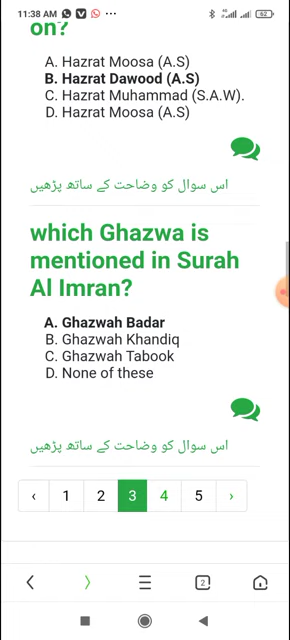 11:38 AM
62
on?
A. Hazrat Moosa (A.S)
B. Hazrat Dawood (A.S)
C. Hazrat Muhammad (S.A.W).
D. Hazrat Moosa (A.S)
اس سوال کو وضاحت کے ساتھ پڑھیں
which Ghazwa is
mentioned in Surah
Al Imran?
A. Ghazwah Badar
B. Ghazwah Khandiq
C. Ghazwah Tabook
D. None of these
اس سوال کو وضاحت کے ساتھ پڑھیں
‹ 1 2 3 4 5 ›
2